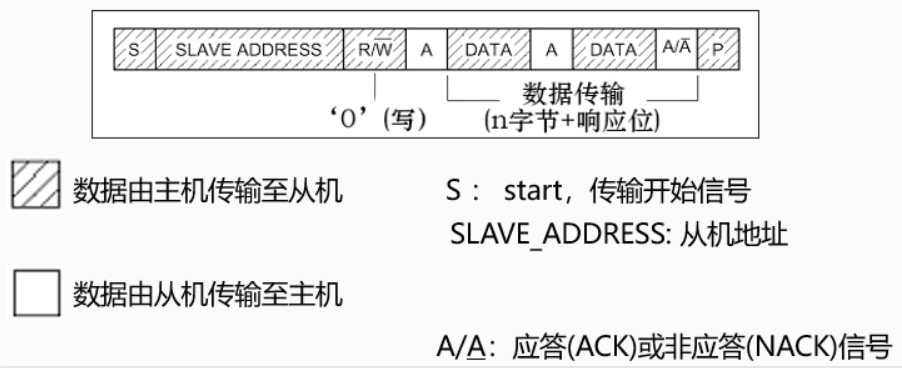 S SLAVE ADDRESS R/W̅ A DATA A DATA A/A̅ P
数据传输
‘0’ (写) (n字节+响应位)
数据由主机传输至从机 S： start，传输开始信号
SLAVE_ADDRESS: 从机地址
数据由从机传输至主机
A/A̲：应答(ACK)或非应答(NACK)信号